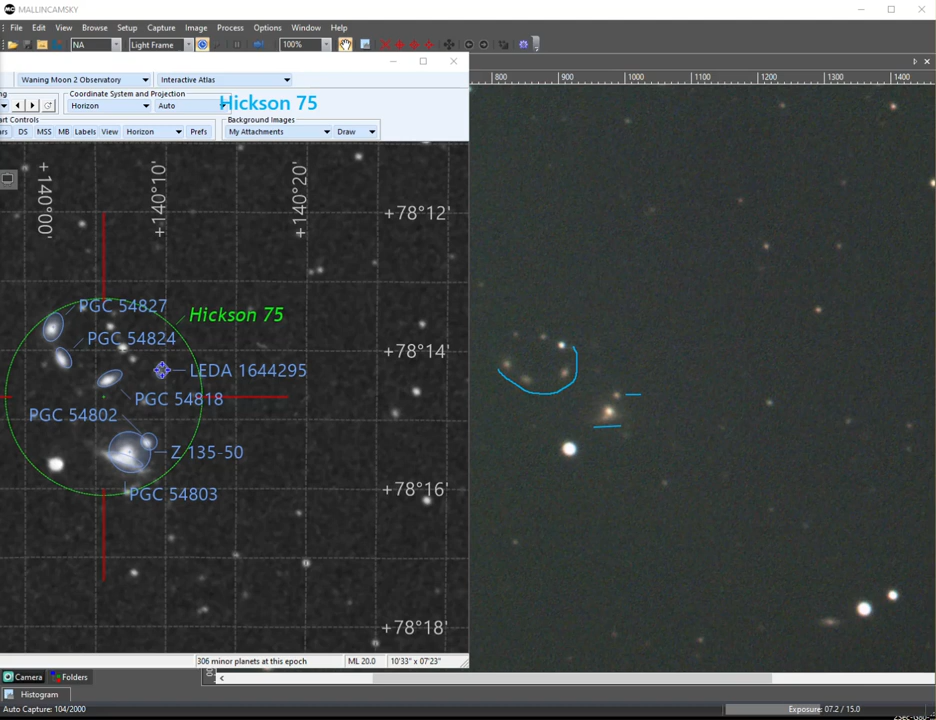 MALLINCAMSKY
File Edit View Browse Setup Capture Image Process Options Window Help
NA Light Frame 100%
800 900 1000 1100 1200 1300 1400
Waning Moon 2 Observatory Interactive Atlas
Coordinate System and Projection
Horizon Auto
Hickson 75
Background Images
DS MSS MB Labels View Horizon Prefs My Attachments Draw
+140°00' +140°10' +140°20'
+78°12'
PGC 54827
Hickson 75
PGC 54824
+78°14'
LEDA 1644295
PGC 54818
PGC 54802
Z 135-50
+78°16'
PGC 54803
+78°18'
306 minor planets at this epoch ML 20.0 10'33" x 07'23"
Camera Folders
Histogram
Auto Capture: 104/2000 Exposure: 07.2 / 15.0